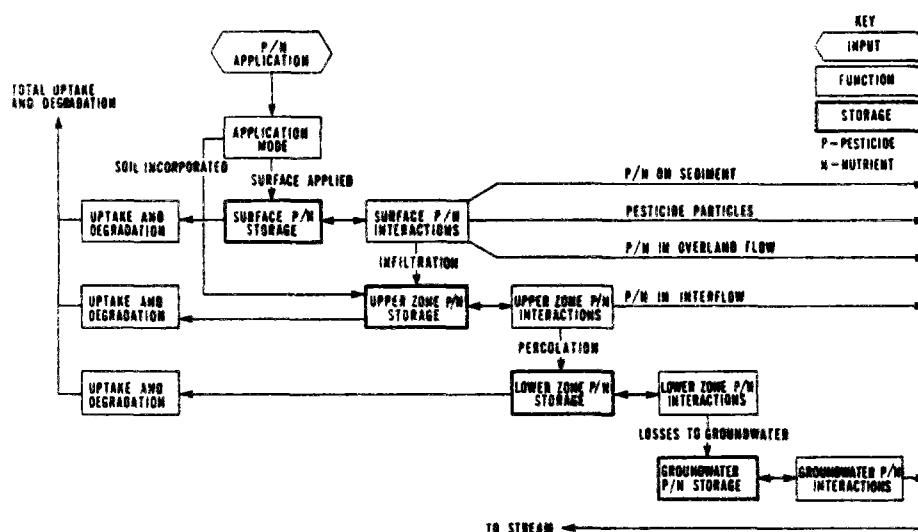 P/N
APPLICATION
KEY
INPUT
FUNCTION
STORAGE
P-PESTICIDE
N-NUTRIENT
TOTAL UPTAKE
AND DEGRADATION
APPLICATION
MODE
SOIL INCORPORATED
SURFACE APPLIED
P/N ON SEDIMENT
UPTAKE AND
DEGRADATION
SURFACE P/N
STORAGE
SURFACE P/N
INTERACTIONS
PESTICIDE PARTICLES
P/N IN OVERLAND FLOW
INFILTRATION
UPTAKE AND
DEGRADATION
UPPER ZONE P/N
STORAGE
UPPER ZONE P/N
INTERACTIONS
P/N IN INTERFLOW
PERCOLATION
UPTAKE AND
DEGRADATION
LOWER ZONE P/N
STORAGE
LOWER ZONE P/N
INTERACTIONS
LOSSES TO GROUNDWATER
GROUNDWATER
P/N STORAGE
GROUNDWATER P/N
INTERACTIONS
TO STREAM